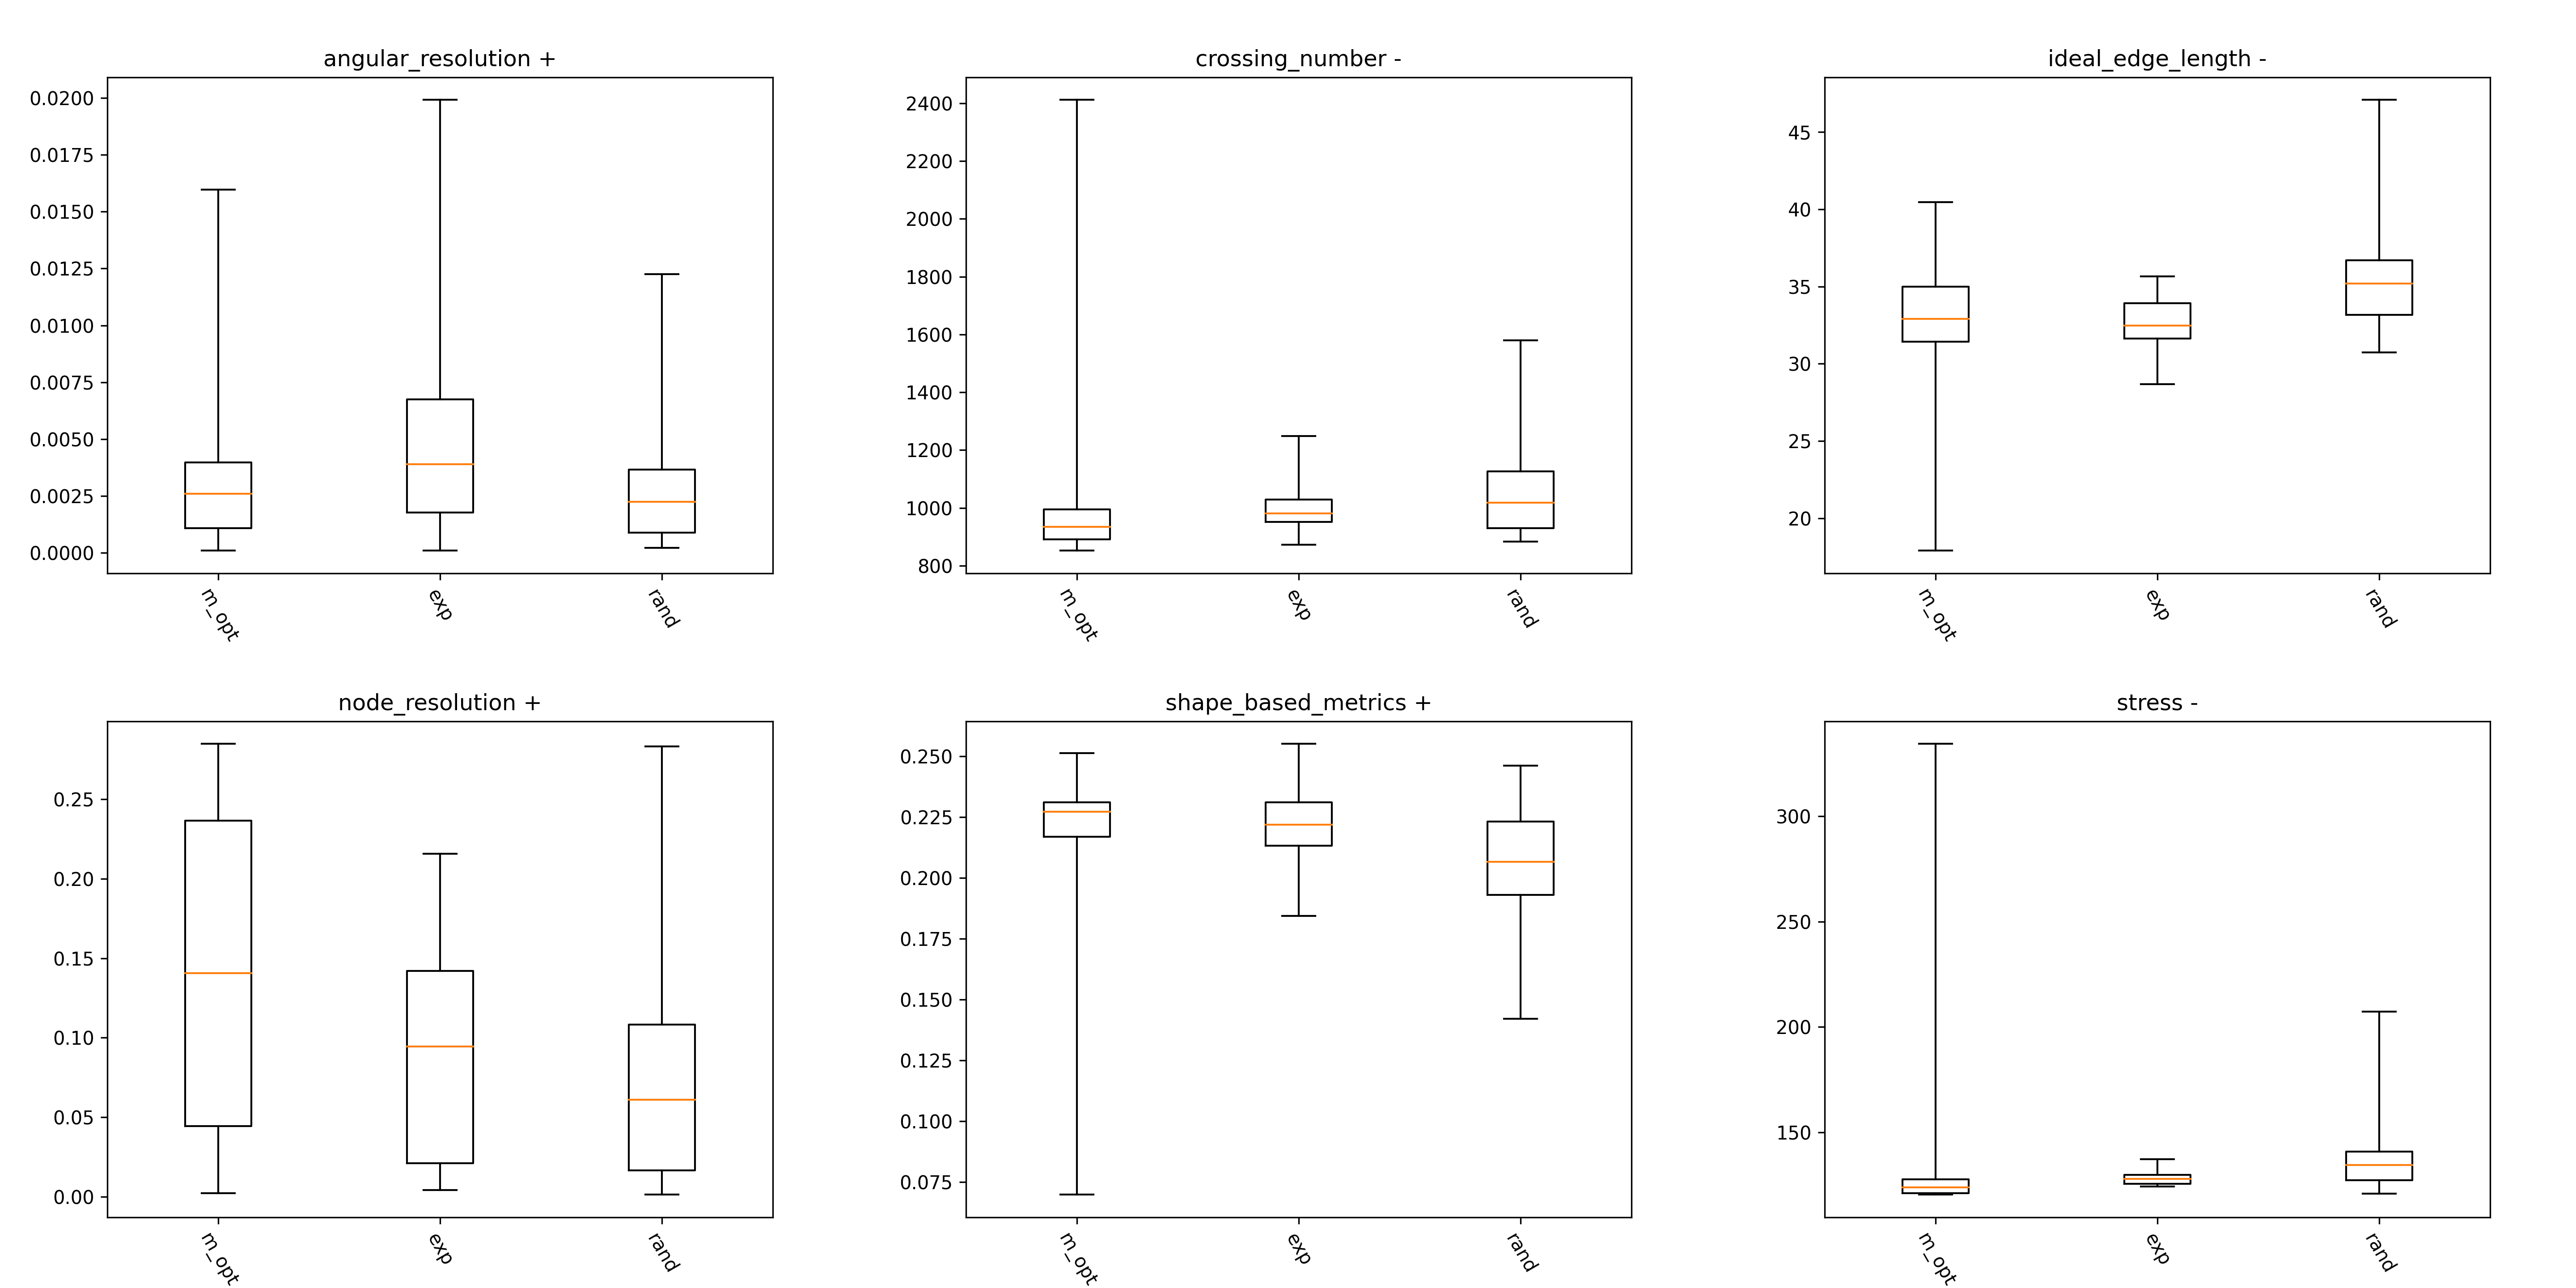 angular_resolution +
0.0200
0.0175
0.0150
0.0125
0.0100
0.0075
0.0050
0.0025
0.0000
m_opt
exp
rand
crossing_number -
2400
2200
2000
1800
1600
1400
1200
1000
800
m_opt
exp
rand
ideal_edge_length -
45
40
35
30
25
20
m_opt
exp
rand
node_resolution +
0.25
0.20
0.15
0.10
0.05
0.00
m_opt
exp
rand
shape_based_metrics +
0.250
0.225
0.200
0.175
0.150
0.125
0.100
0.075
m_opt
exp
rand
stress -
300
250
200
150
m_opt
exp
rand